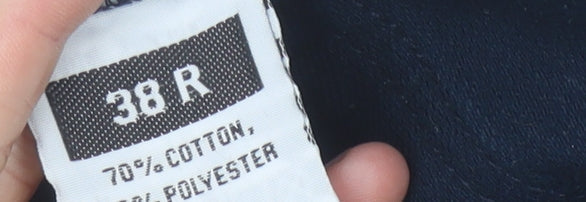 38 R
70% COTTON,
% POLYESTER